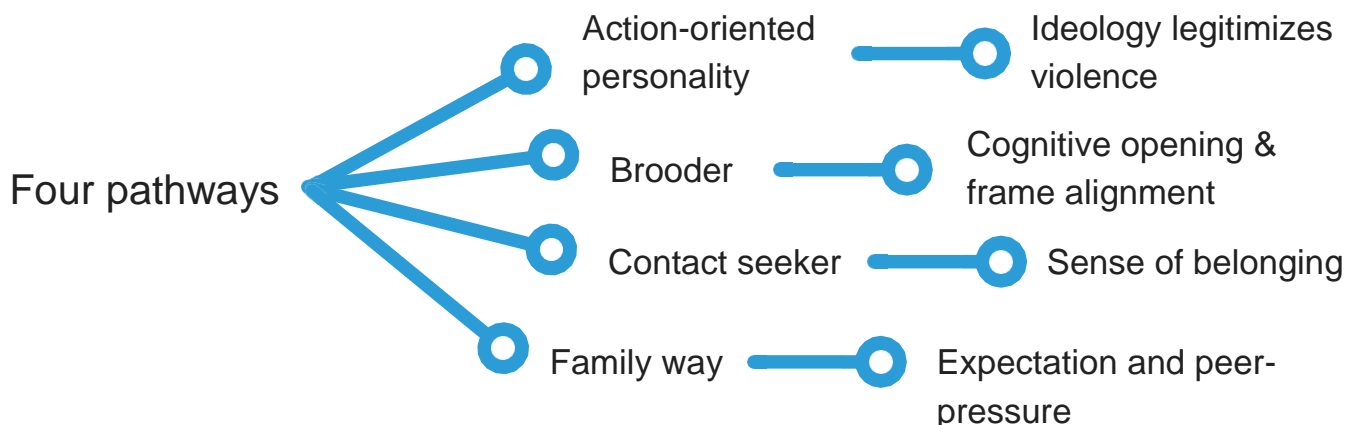 Four pathways
Action-oriented
personality
Ideology legitimizes
violence
Brooder
Cognitive opening &
frame alignment
Contact seeker
Sense of belonging
Family way
Expectation and peer-
pressure